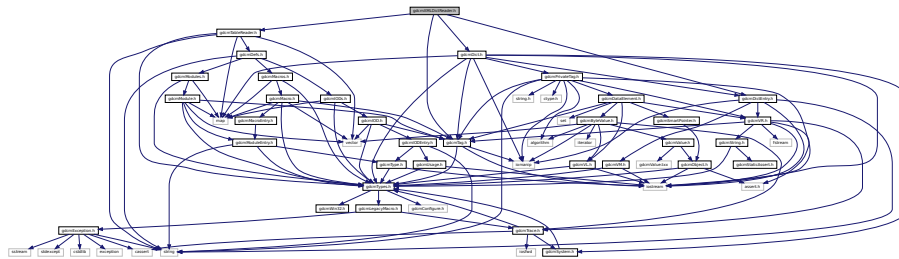 gdcmXMLDictReader.h
gdcmTableReader.h
gdcmDefs.h
gdcmDict.h
gdcmModules.h
gdcmMacros.h
gdcmPrivateTag.h
gdcmModule.h
gdcmMacro.h
gdcmIODs.h
string.h
ctype.h
gdcmDataElement.h
gdcmDictEntry.h
map
gdcmMacroEntry.h
gdcmIOD.h
set
gdcmByteValue.h
gdcmSmartPointer.h
gdcmVR.h
gdcmModuleEntry.h
vector
gdcmIODEntry.h
gdcmTag.h
algorithm
iterator
gdcmValue.h
gdcmString.h
fstream
gdcmType.h
gdcmUsage.h
iomanip
gdcmVL.h
gdcmVM.h
gdcmValue.txx
gdcmObject.h
gdcmStaticAssert.h
gdcmTypes.h
iostream
assert.h
gdcmWin32.h
gdcmLegacyMacro.h
gdcmConfigure.h
gdcmException.h
gdcmTrace.h
sstream
stdexcept
cstdlib
exception
cassert
string
iosfwd
gdcmSystem.h